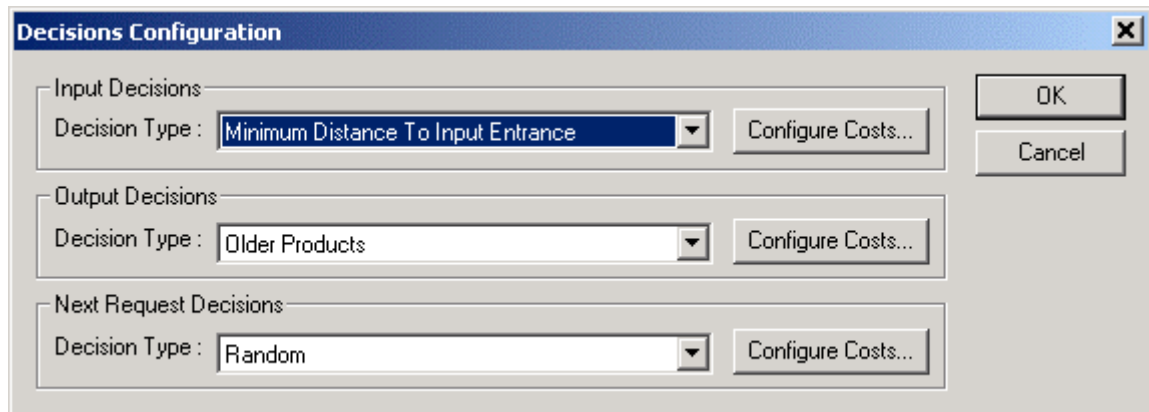 Decisions Configuration
Input Decisions
Decision Type : Minimum Distance To Input Entrance Configure Costs...
Output Decisions
Decision Type : Older Products Configure Costs...
Next Request Decisions
Decision Type : Random Configure Costs...
OK
Cancel